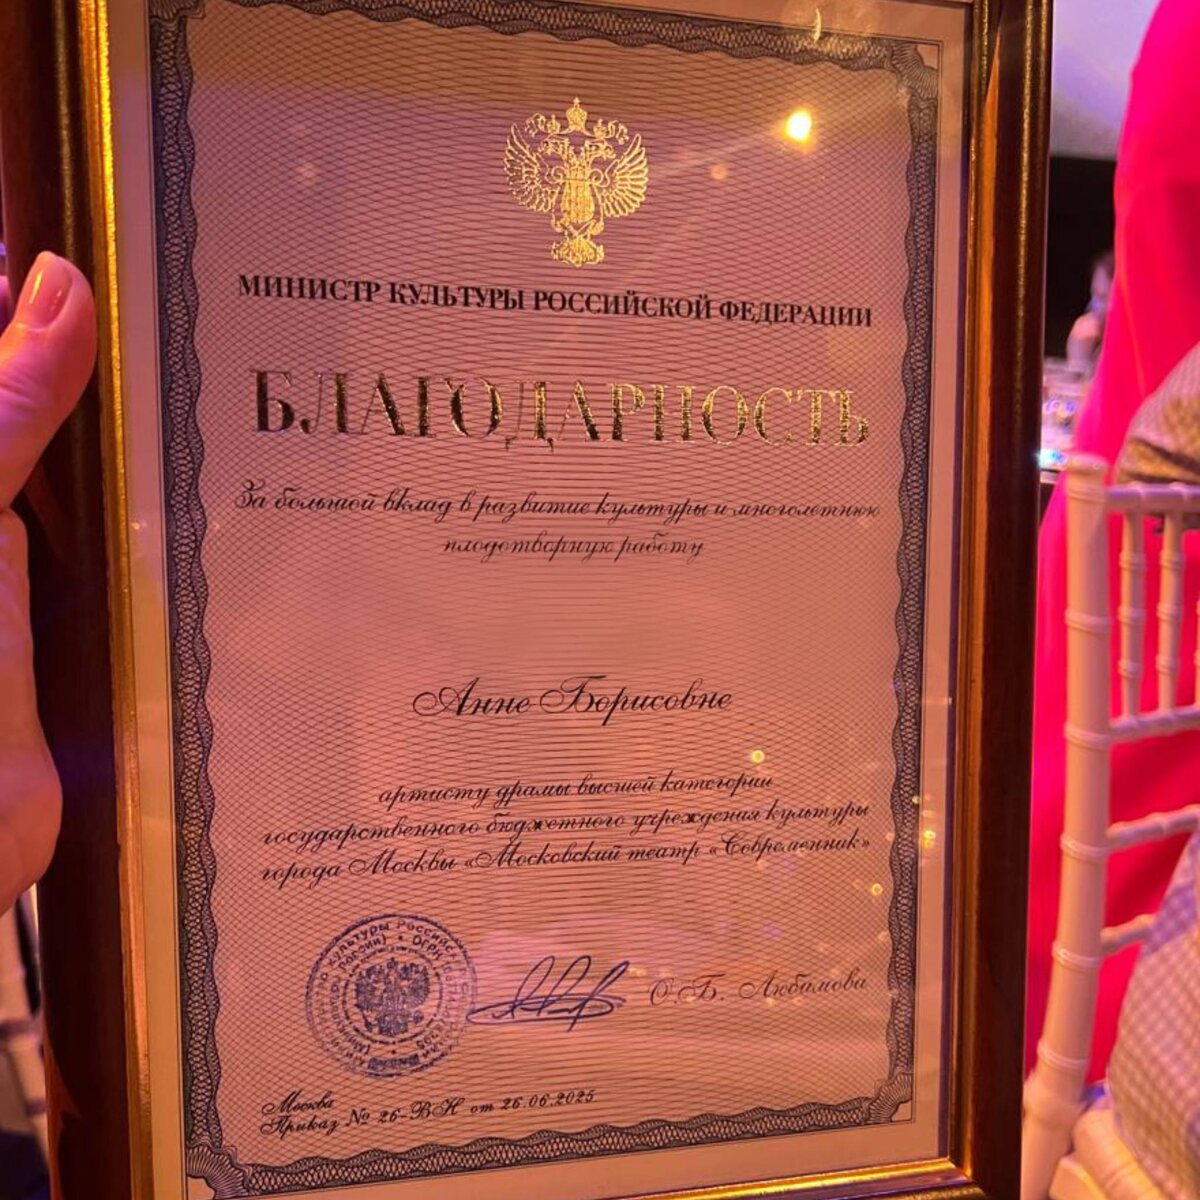 МИНИСТР КУЛЬТУРЫ РОССИЙСКОЙ ФЕДЕРАЦИИ
БЛАГОДАРНОСТЬ
За большой вклад в развитие культуры и многолетнюю
плодотворную работу
Анне Борисовне
артисту драмы высшей категории
государственного бюджетного учреждения культуры
города Москвы «Московский театр «Современник»
О.Б. Любимова
Москва
Приказ № 26-ВН от 26.06.2025